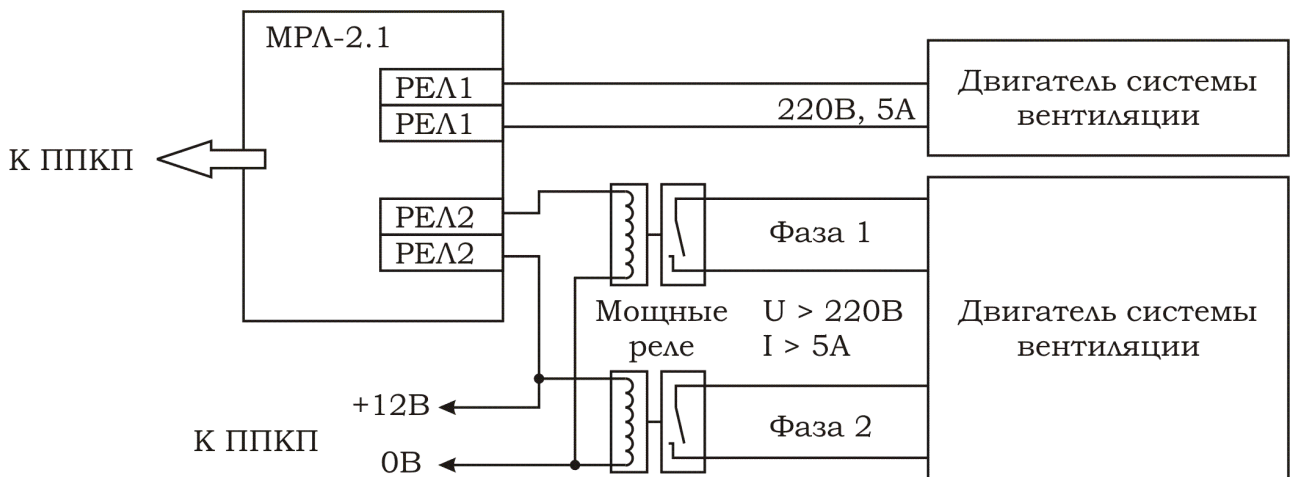 МРЛ-2.1
РЕЛ1
РЕЛ1
220В, 5А
Двигатель системы
вентиляции
К ППКП
РЕЛ2
РЕЛ2
Фаза 1
Мощные
реле
U > 220В
I > 5А
Двигатель системы
вентиляции
+12В
К ППКП
0В
Фаза 2